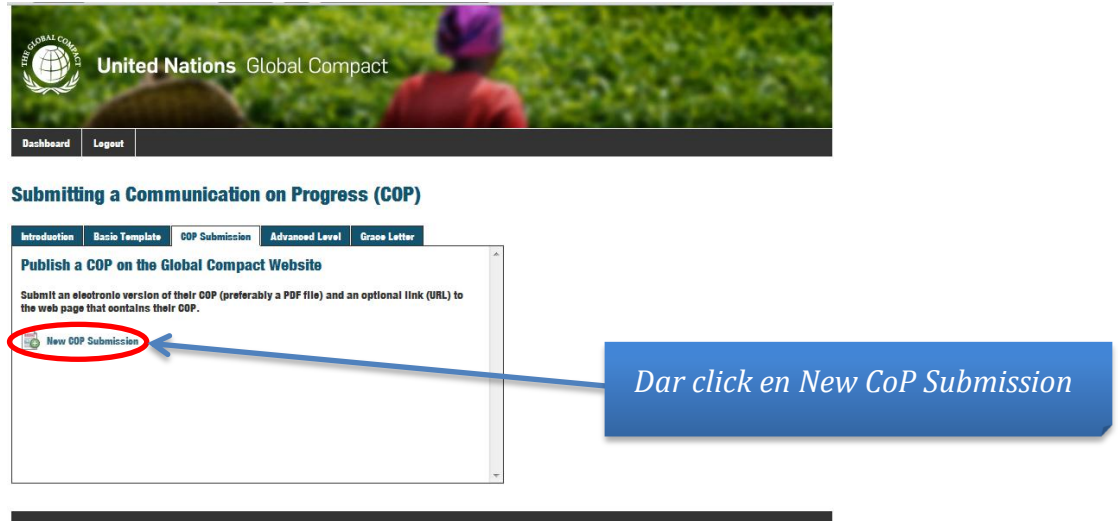 THE GLOBAL COMPACT
United Nations Global Compact
Dashboard Logout
Submitting a Communication on Progress (COP)
Introduction Basic Template COP Submission Advanced Level Grace Letter
Publish a COP on the Global Compact Website
Submit an electronic version of their COP (preferably a PDF file) and an optional link (URL) to
the web page that contains their COP.
New COP Submission
Dar click en New CoP Submission